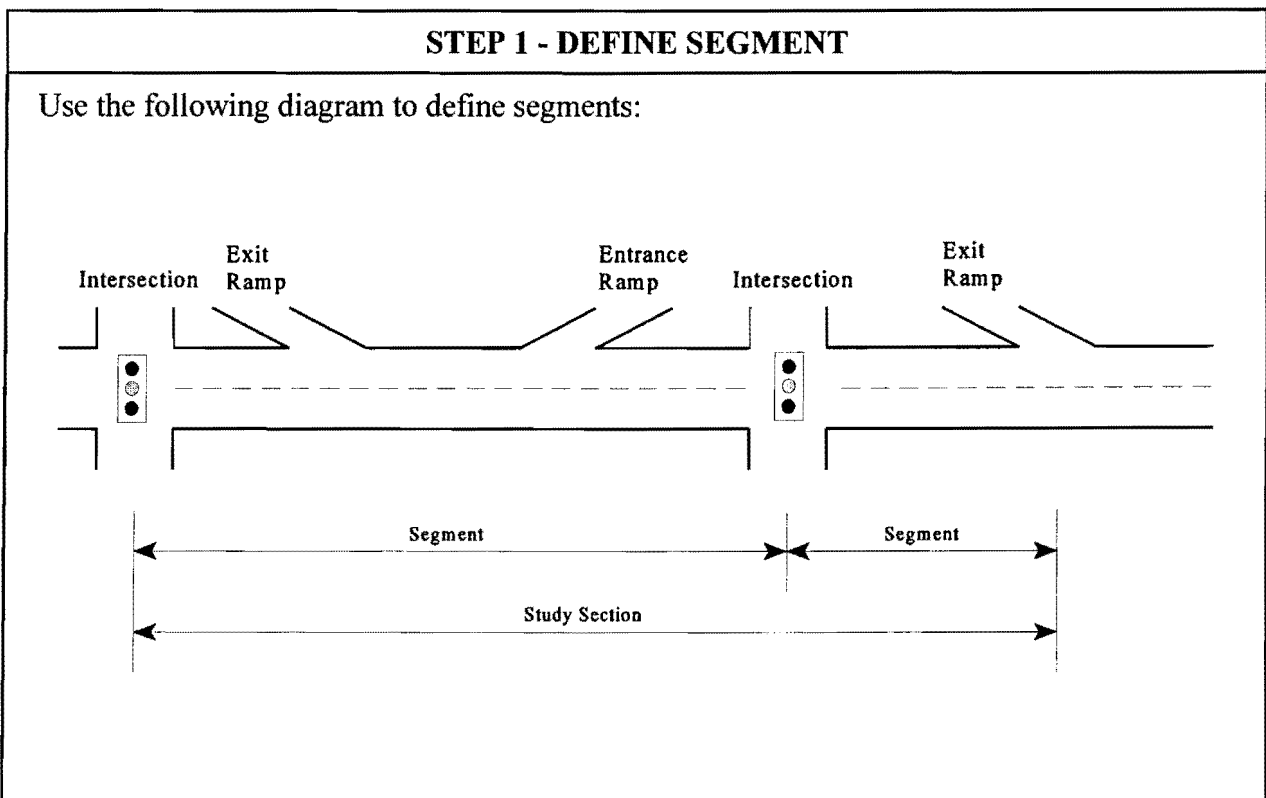 STEP 1 - DEFINE SEGMENT
Use the following diagram to define segments:
Intersection
Exit
Ramp
Entrance
Ramp
Intersection
Exit
Ramp
Segment
Segment
Study Section